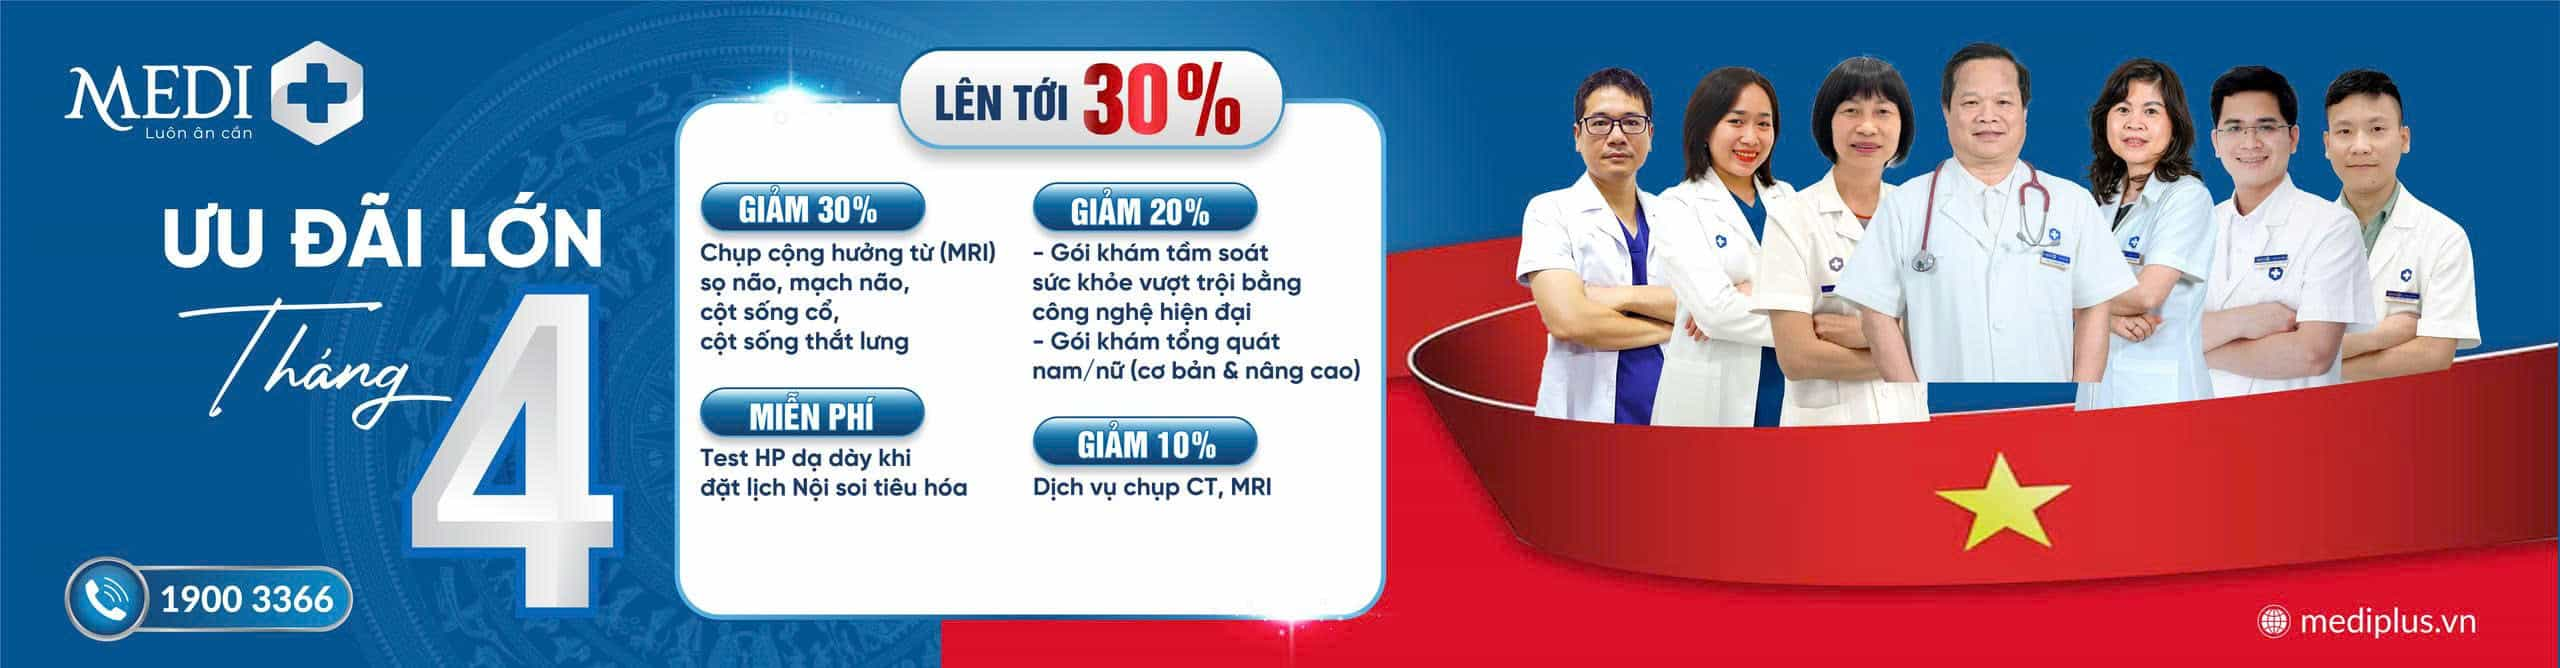 MEDI
Luôn ân cần
ƯU ĐÃI LỚN
Tháng
4
1900 3366
LÊN TỚI 30%
GIẢM 30%
Chụp cộng hưởng từ (MRI)
sọ não, mạch não,
cột sống cổ,
cột sống thắt lưng
MIỄN PHÍ
Test HP dạ dày khi
đặt lịch Nội soi tiêu hóa
GIẢM 20%
- Gói khám tầm soát
sức khỏe vượt trội bằng
công nghệ hiện đại
- Gói khám tổng quát
nam/nữ (cơ bản & nâng cao)
GIẢM 10%
Dịch vụ chụp CT, MRI
mediplus.vn